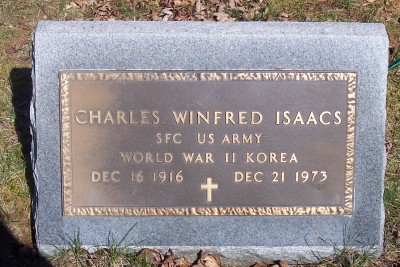 CHARLES WINFRED ISAACS
SFC US ARMY
WORLD WAR II KOREA
DEC 16 1916 DEC 21 1973